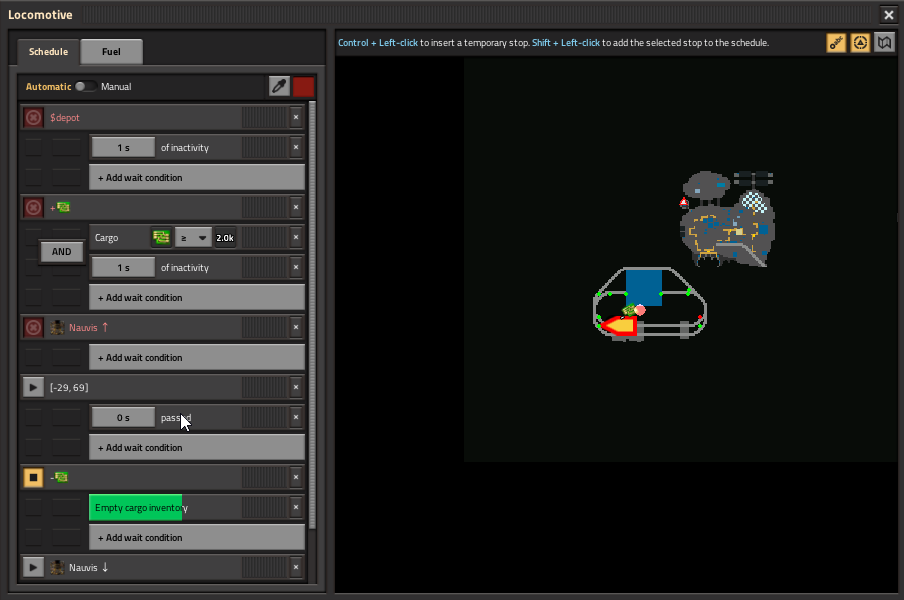 Locomotive
Schedule
Fuel
Control + Left-click to insert a temporary stop. Shift + Left-click to add the selected stop to the schedule.
Automatic
Manual
$depot
1 s
of inactivity
+ Add wait condition
+
AND
Cargo
≥
2.0k
1 s
of inactivity
+ Add wait condition
Nauvis ↑
+ Add wait condition
[-29, 69]
0 s
passed
+ Add wait condition
-
Empty cargo inventory
+ Add wait condition
Nauvis ↓